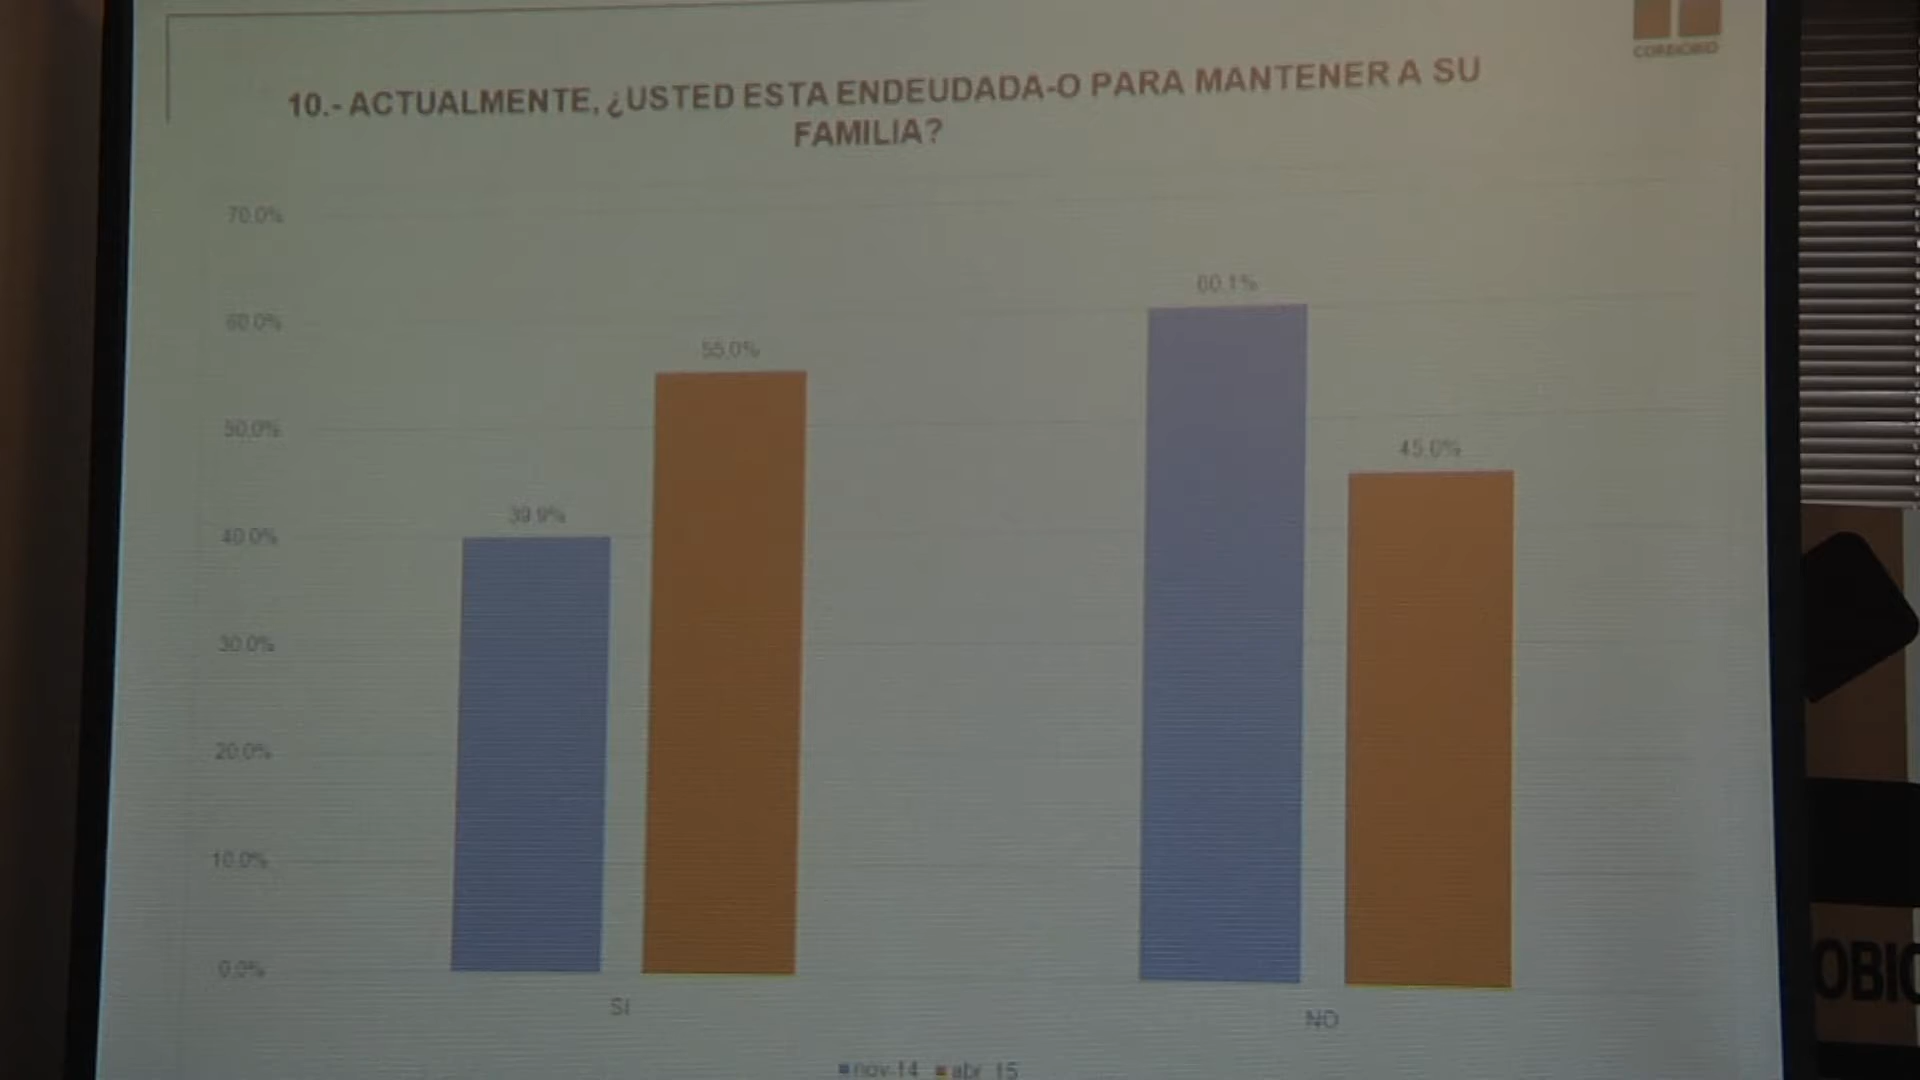 CORBIOBIO
10.- ACTUALMENTE, ¿USTED ESTA ENDEUDADA-O PARA MANTENER A SU
FAMILIA?
70.0%
60.0%
50.0%
40.0%
30.0%
20.0%
10.0%
0.0%
39.9%
55.0%
60.1%
45.0%
SI
NO
nov-14 abr 15
OBIO